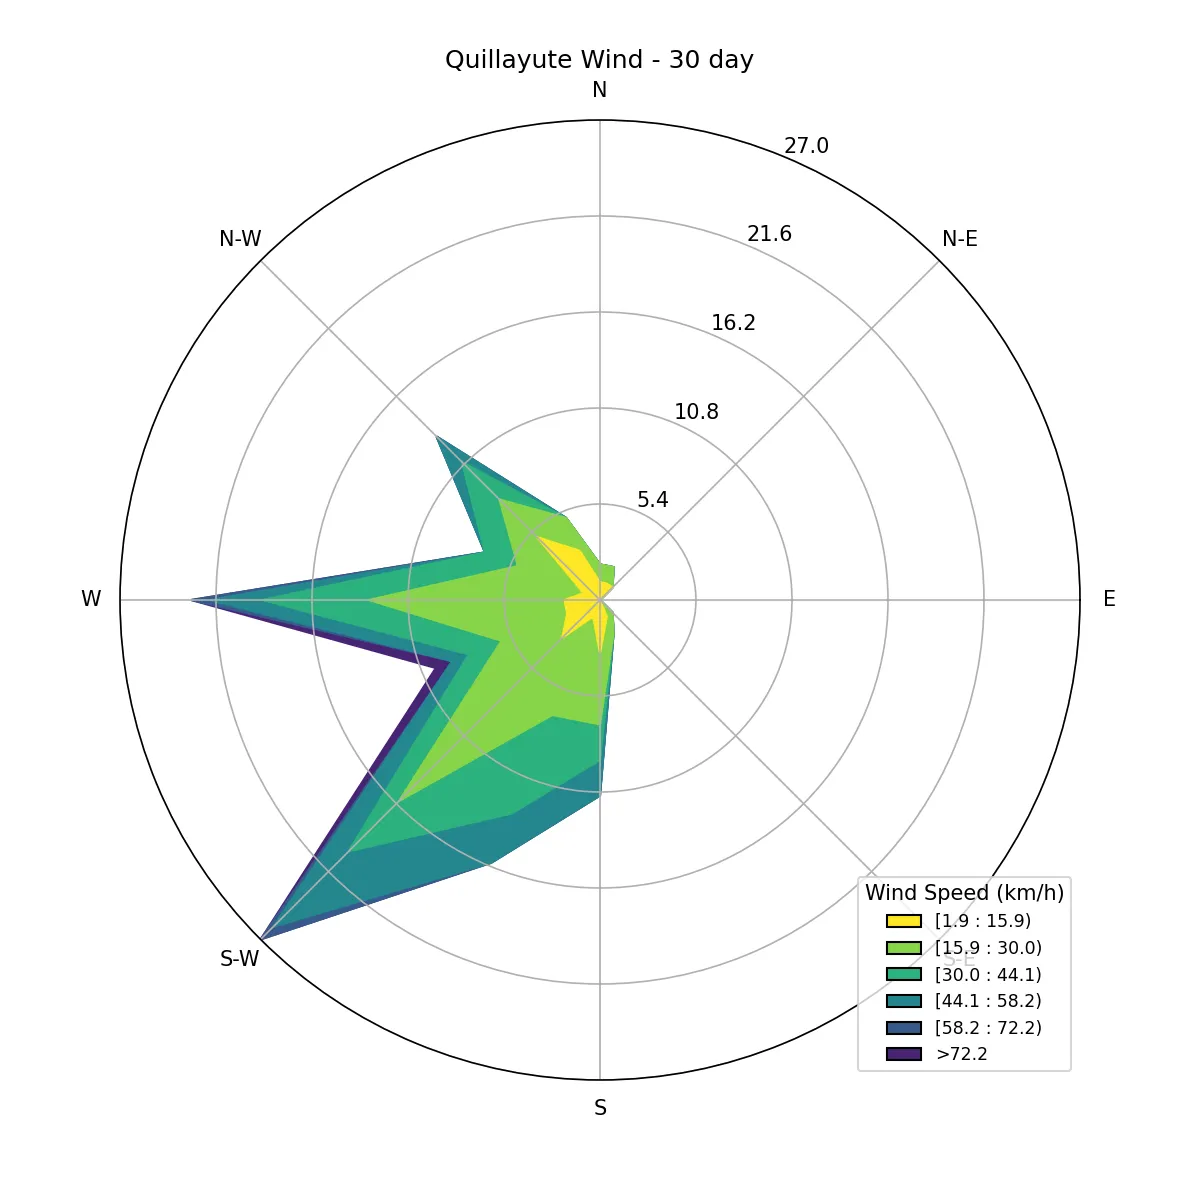 Quillayute Wind - 30 day
N
27.0
N-W
21.6
N-E
16.2
10.8
5.4
W
E
Wind Speed (km/h)
[1.9 : 15.9)
[15.9 : 30.0)
S-W
S-E
[30.0 : 44.1)
[44.1 : 58.2)
[58.2 : 72.2)
>72.2
S